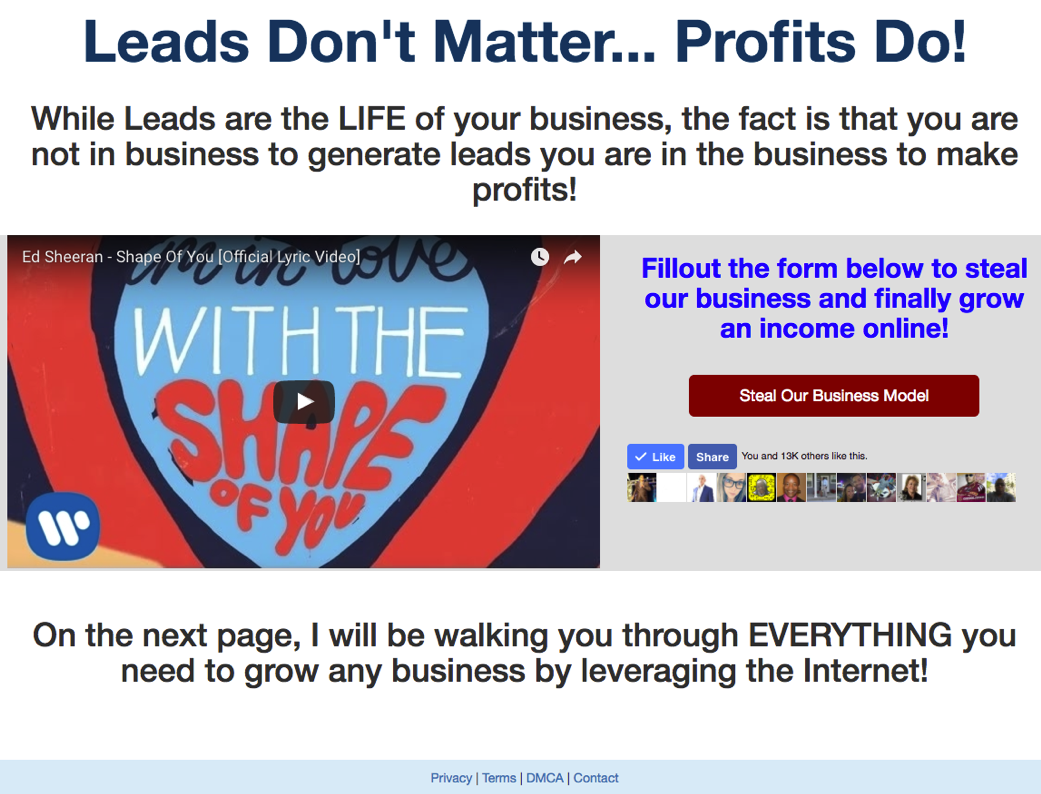 Leads Don't Matter... Profits Do!
While Leads are the LIFE of your business, the fact is that you are
not in business to generate leads you are in the business to make
profits!
Ed Sheeran - Shape Of You [Official Lyric Video]
in love
WITH THE
SHAPE
OF YOU
Fillout the form below to steal
our business and finally grow
an income online!
Steal Our Business Model
Like Share You and 13K others like this.
On the next page, I will be walking you through EVERYTHING you
need to grow any business by leveraging the Internet!
Privacy | Terms | DMCA | Contact